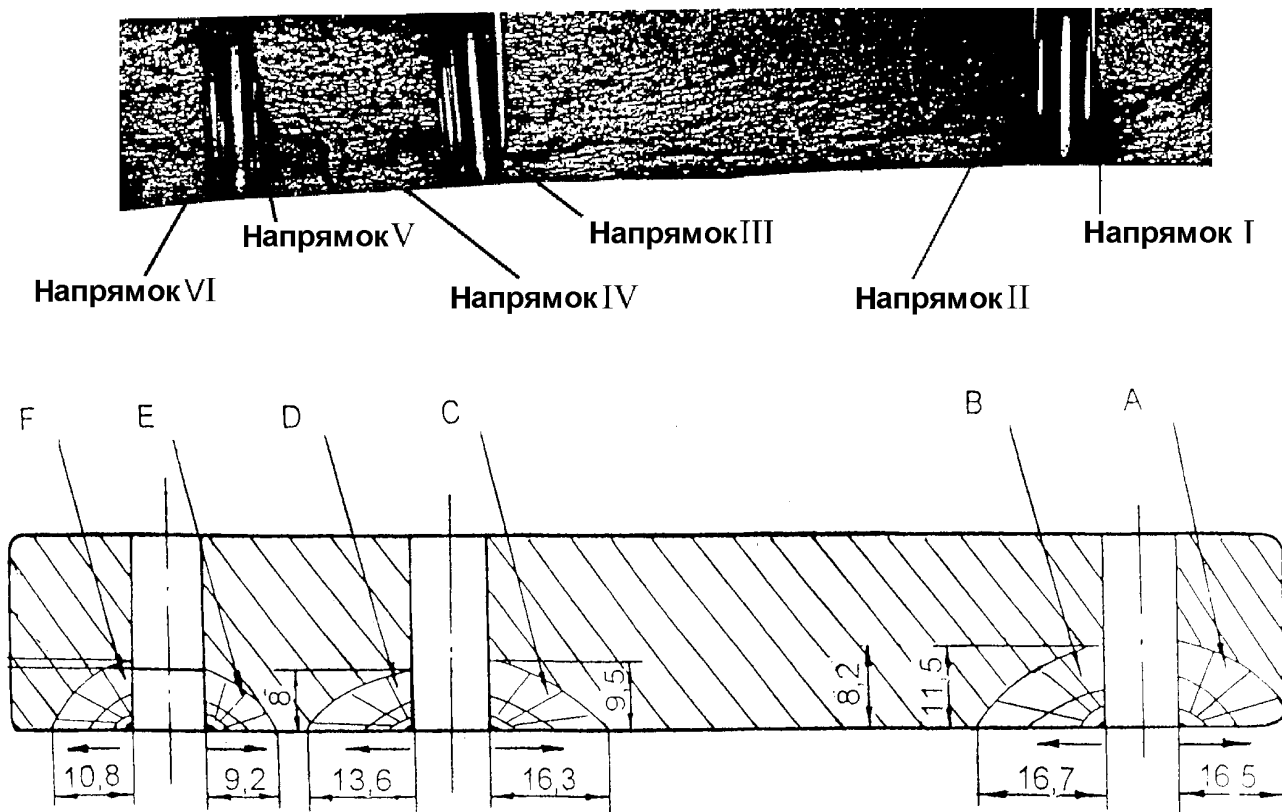 Напрямок V
Напрямок III
Напрямок I
Напрямок VI
Напрямок IV
Напрямок II
F
E
D
C
B
A
8
9,5
8,2
11,5
10,8
9,2
13,6
16,3
16,7
16 5